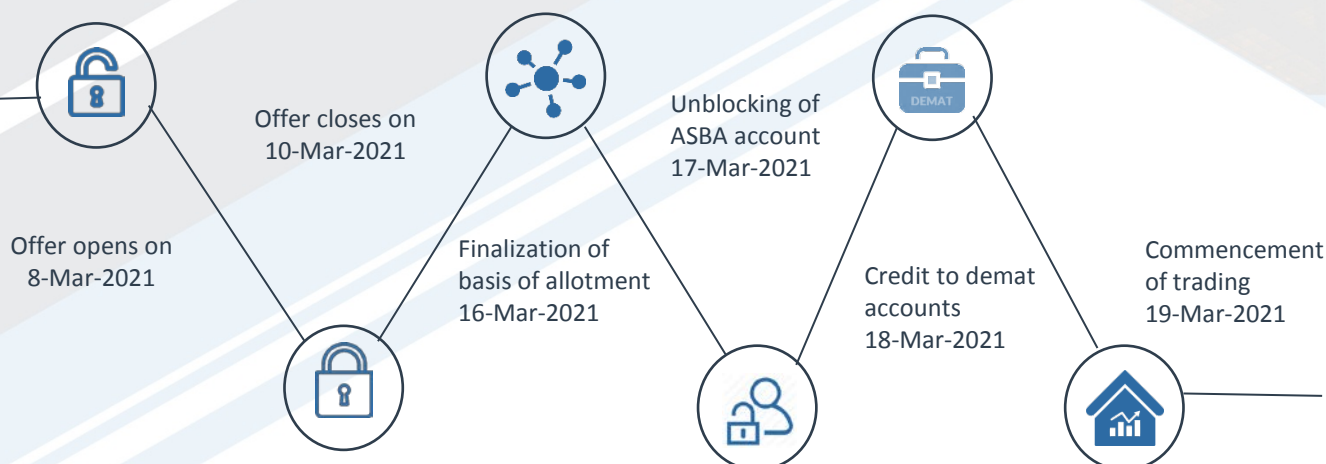 Offer opens on
8-Mar-2021
Offer closes on
10-Mar-2021
Finalization of
basis of allotment
16-Mar-2021
Unblocking of
ASBA account
17-Mar-2021
DEMAT
Credit to demat
accounts
18-Mar-2021
Commencement
of trading
19-Mar-2021